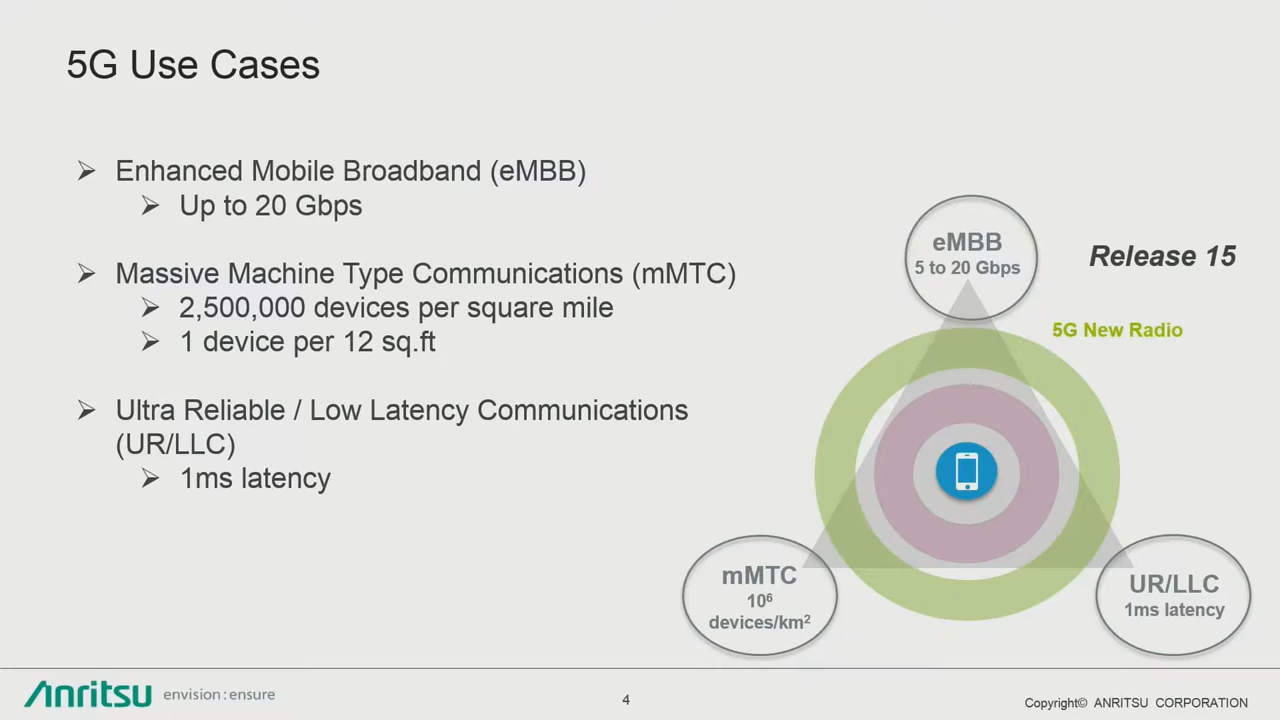 5G Use Cases
Enhanced Mobile Broadband (eMBB)
Up to 20 Gbps
Massive Machine Type Communications (mMTC)
2,500,000 devices per square mile
1 device per 12 sq.ft
Ultra Reliable / Low Latency Communications
(UR/LLC)
1ms latency
eMBB
5 to 20 Gbps
Release 15
5G New Radio
mMTC
10⁶
devices/km²
UR/LLC
1ms latency
Anritsu envision : ensure
4
Copyright© ANRITSU CORPORATION